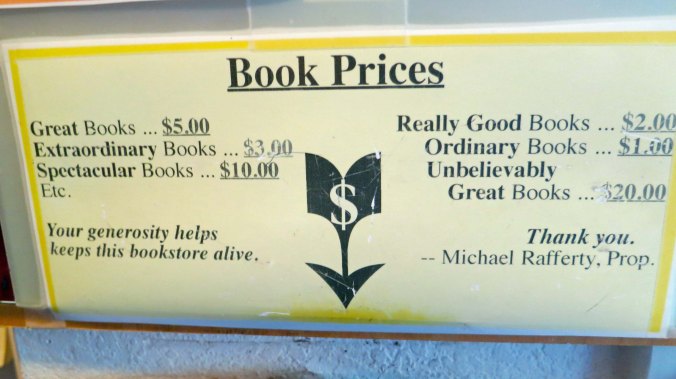 Book Prices
Great Books ... $5.00
Extraordinary Books ... $3.00
Spectacular Books ... $10.00
Etc.
Your generosity helps
keeps this bookstore alive.
$
Really Good Books ... $2.00
Ordinary Books ... $1.00
Unbelievably
Great Books ... $20.00
Thank you.
-- Michael Rafferty, Prop.